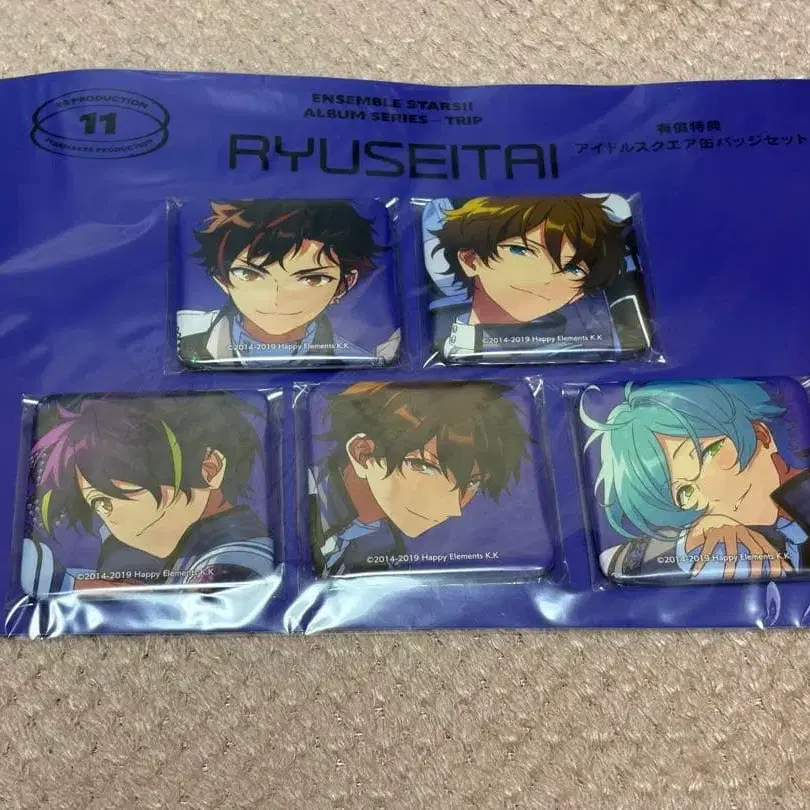 ES PRODUCTION
11
STARMAKER PRODUCTION
ENSEMBLE STARS!!
ALBUM SERIES—TRIP
RYUSEITAI
有償特典
アイドルスクエア缶バッジセット
©2014-2019 Happy Elements K.K
©2014-2019 Happy Elements K.K
©2014-2019 Happy Elements K.K
©2014-2019 Happy Elements K.K
©2014-2019 Happy Elements K.K